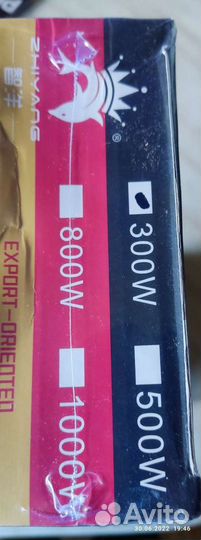 ®
300W
500W
800W
1000W
ZHIYANG
智洋
EXPORT-ORIENTED
Avito
30.06.2022 19:46